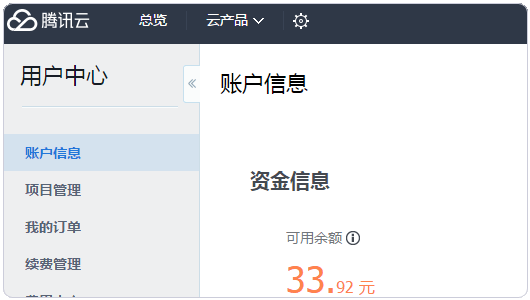 腾讯云 总览 云产品
用户中心
账户信息
账户信息
项目管理
我的订单
续费管理
资金信息
可用余额
33.92 元